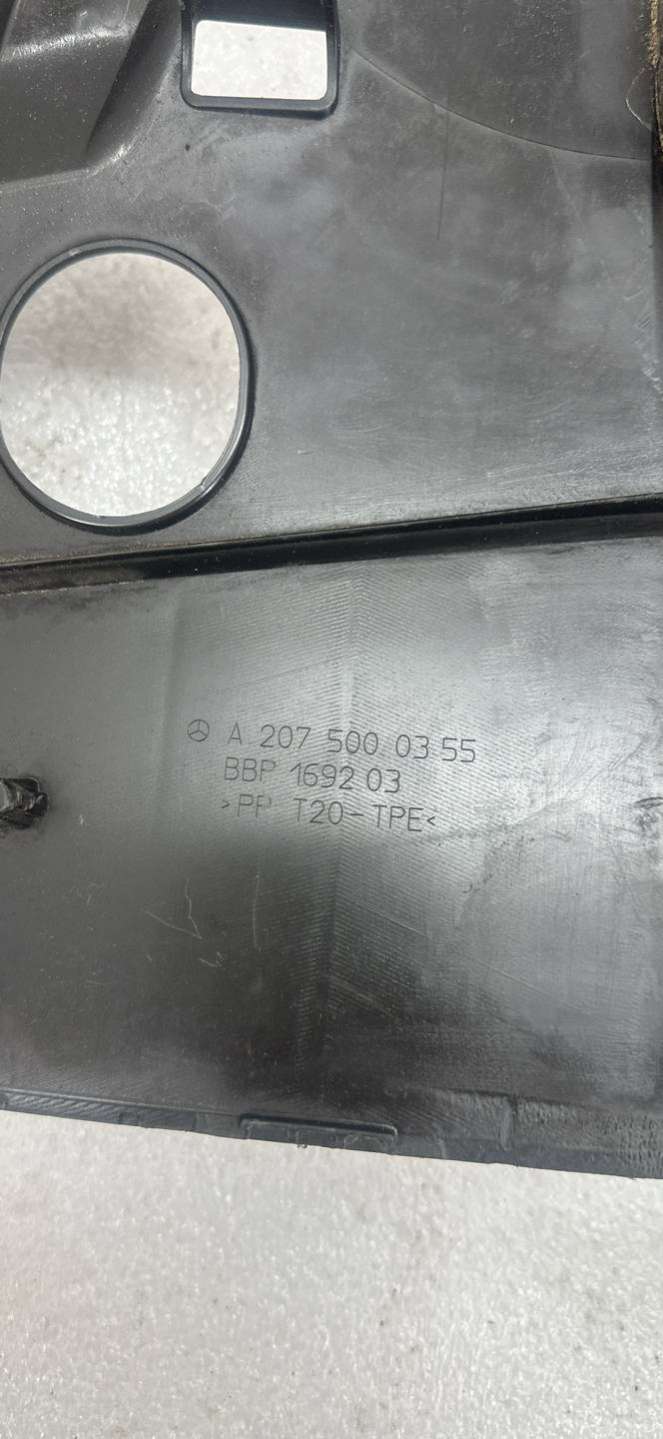 A 207 500 03 55
BBP 1692 03
>PP T20-TPE<